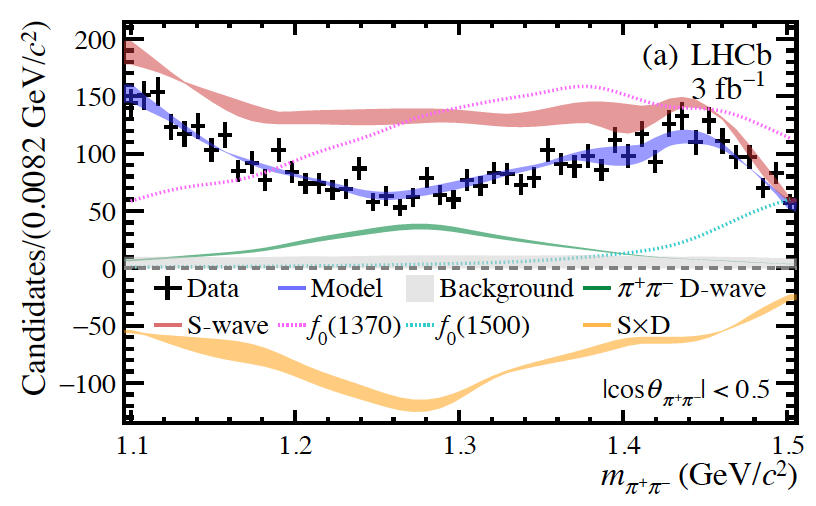 Candidates/(0.0082 GeV/c²)
200
150
100
50
0
−50
−100
(a) LHCb
3 fb⁻¹
Data
Model
Background
π⁺π⁻ D-wave
S-wave
f₀(1370)
f₀(1500)
S×D
|cosθπ⁺π⁻| < 0.5
1.1
1.2
1.3
1.4
1.5
mπ⁺π⁻ (GeV/c²)